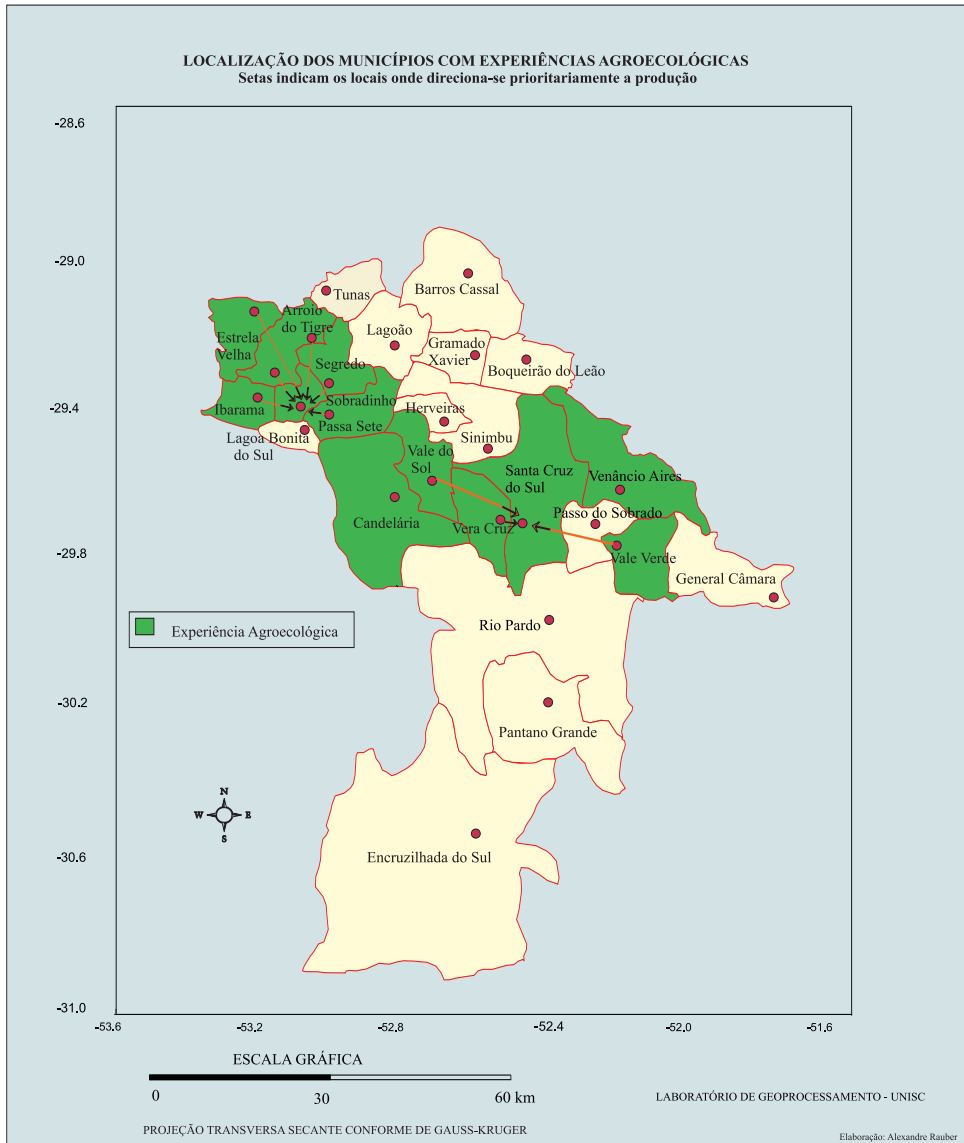 LOCALIZAÇÃO DOS MUNICÍPIOS COM EXPERIÊNCIAS AGROECOLÓGICAS
Setas indicam os locais onde direciona-se prioritariamente a produção
-28.6
-29.0
-29.4
-29.8
-30.2
-30.6
-31.0
Barros Cassal
Tunas
Arroio
do Tigre
Lagoão
Estrela
Velha
Gramado
Xavier
Segredo
Boqueirão do Leão
Sobradinho
Ibarama
Herveiras
Passa Sete
Lagoa Bonita
do Sul
Sinimbu
Vale do
Sol
Santa Cruz
do Sul
Venâncio Aires
Passo do Sobrado
Candelária
Vera Cruz
Vale Verde
General Câmara
Rio Pardo
Experiência Agroecológica
Pantano Grande
N
W
E
S
Encruzilhada do Sul
-53.6
-53.2
-52.8
-52.4
-52.0
-51.6
ESCALA GRÁFICA
0
30
60 km
LABORATÓRIO DE GEOPROCESSAMENTO - UNISC
PROJEÇÃO TRANSVERSA SECANTE CONFORME DE GAUSS-KRUGER
Elaboração: Alexandre Rauber